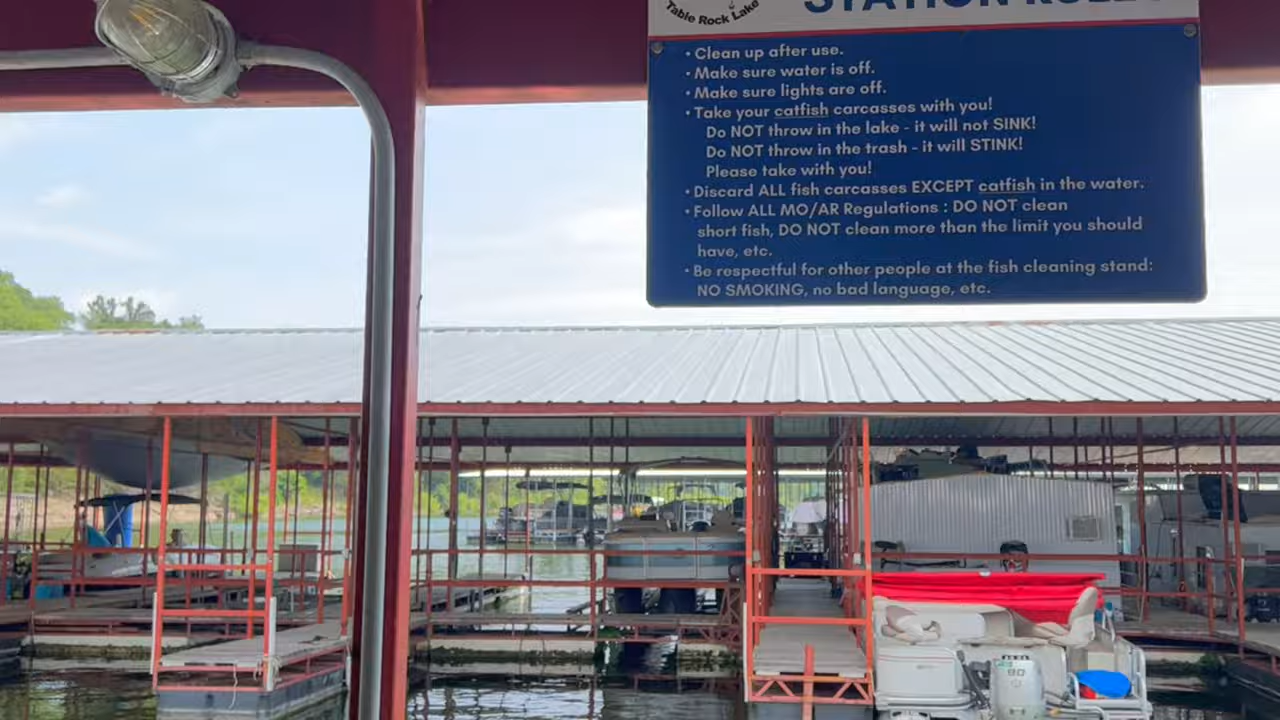 Table Rock Lake
STATION RULES
• Clean up after use.
• Make sure water is off.
• Make sure lights are off.
• Take your catfish carcasses with you!
Do NOT throw in the lake - it will not SINK!
Do NOT throw in the trash - it will STINK!
Please take with you!
• Discard ALL fish carcasses EXCEPT catfish in the water.
• Follow ALL MO/AR Regulations : DO NOT clean
short fish, DO NOT clean more than the limit you should
have, etc.
• Be respectful for other people at the fish cleaning stand:
NO SMOKING, no bad language, etc.
90